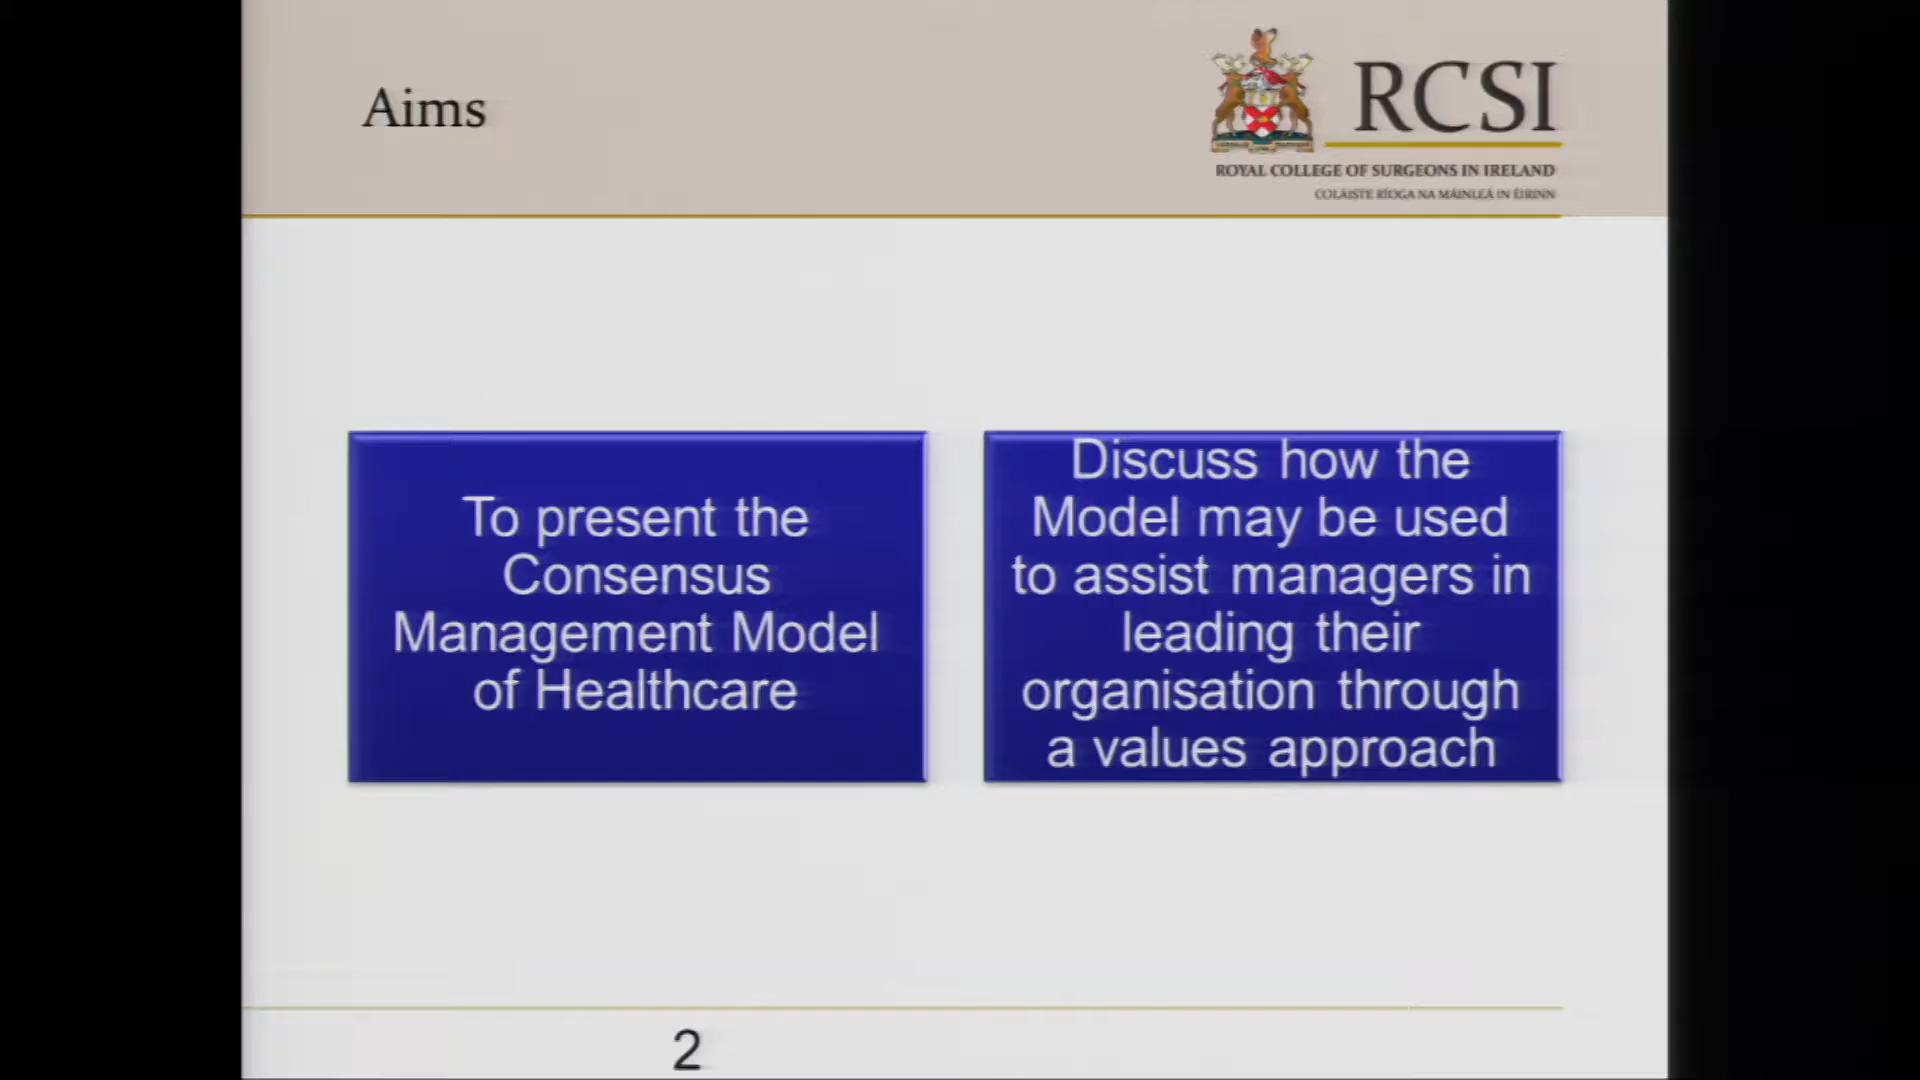 Aims
RCSI
ROYAL COLLEGE OF SURGEONS IN IRELAND
COLÁISTE RÍOGA NA MÁINLEÁ IN ÉIRINN
To present the
Consensus
Management Model
of Healthcare
Discuss how the
Model may be used
to assist managers in
leading their
organisation through
a values approach
2